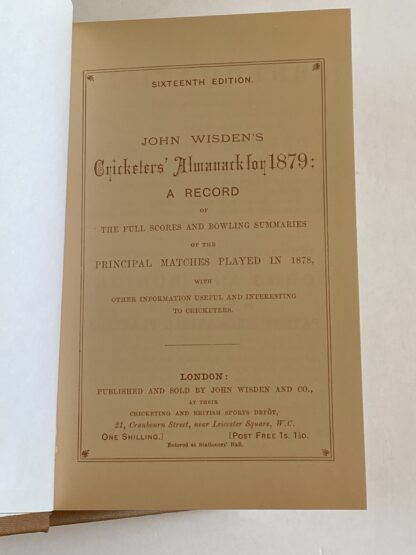 SIXTEENTH EDITION.
JOHN WISDEN'S
Cricketers' Almanack for 1879:
A RECORD
OF
THE FULL SCORES AND BOWLING SUMMARIES
OF THE
PRINCIPAL MATCHES PLAYED IN 1878,
WITH
OTHER INFORMATION USEFUL AND INTERESTING
TO CRICKETERS.
LONDON:
PUBLISHED AND SOLD BY JOHN WISDEN AND CO.,
AT THEIR
CRICKETING AND BRITISH SPORTS DEPÔT,
21, Cranbourn Street, near Leicester Square, W.C.
ONE SHILLING.] [POST FREE 1s. 1½D.
Entered at Stationers' Hall.